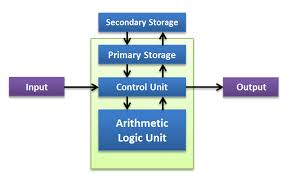 Secondary Storage
Primary Storage
Input
Control Unit
Output
Arithmetic
Logic Unit